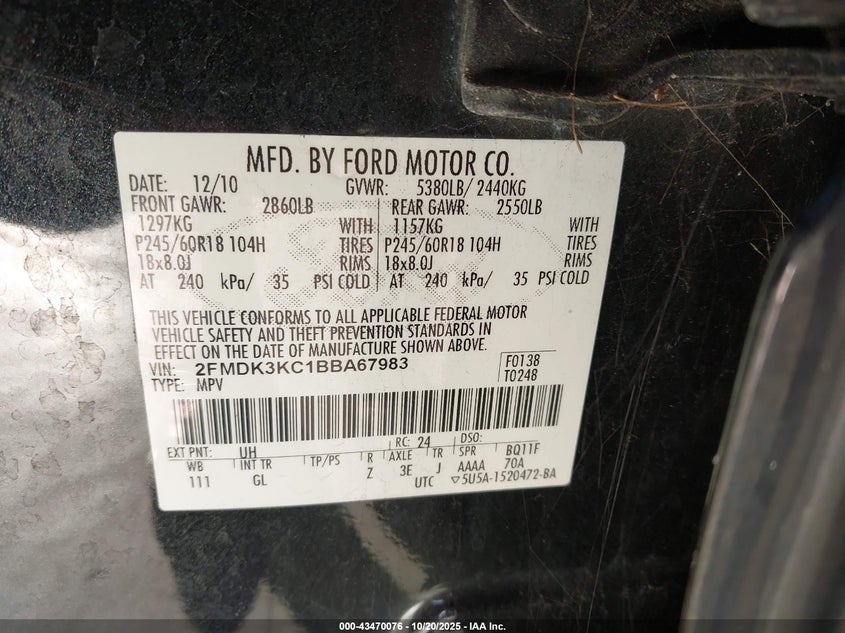 MFD. BY FORD MOTOR CO.
DATE: 12/10 GVWR: 5380LB/ 2440KG
FRONT GAWR: 2860LB REAR GAWR: 2550LB
1297KG WITH 1157KG WITH
P245/60R18 104H TIRES P245/60R18 104H TIRES
18x8.0J RIMS 18x8.0J RIMS
AT 240 kPa/ 35 PSI COLD AT 240 kPa/ 35 PSI COLD
THIS VEHICLE CONFORMS TO ALL APPLICABLE FEDERAL MOTOR
VEHICLE SAFETY AND THEFT PREVENTION STANDARDS IN
EFFECT ON THE DATE OF MANUFACTURE SHOWN ABOVE.
VIN: 2FMDK3KC1BBA67983 F0138
TYPE: MPV T0248
EXT PNT: UH RC: 24 DSO:
WB INT TR TP/PS R AXLE TR SPR BQ11F
111 GL Z 3E J AAAA 70A
UTC ▽5U5A-1520472-BA
000-43470076 • 10/20/2025 • IAA Inc.